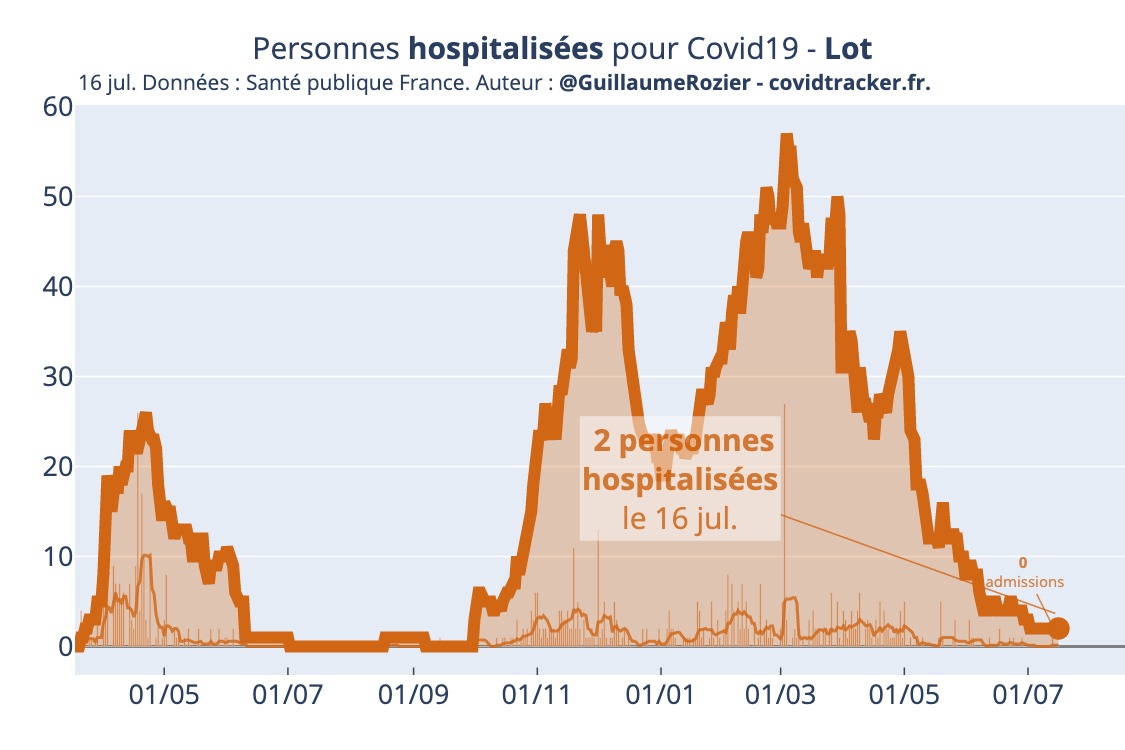 Personnes hospitalisées pour Covid19 - Lot
16 jul. Données : Santé publique France. Auteur : @GuillaumeRozier - covidtracker.fr.
60
50
40
30
20
10
0
2 personnes
hospitalisées
le 16 jul.
0
admissions
01/05 01/07 01/09 01/11 01/01 01/03 01/05 01/07